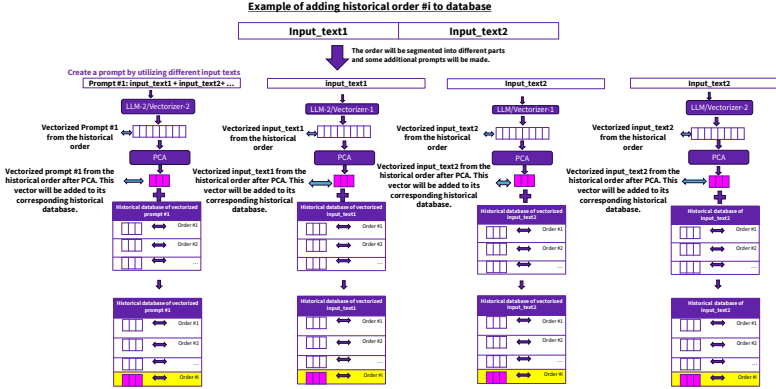 Example of adding historical order #i to database
Input_text1
Input_text2
The order will be segmented into different parts
and some additional prompts will be made.
Create a prompt by utilizing different input texts
Prompt #1: input_text1 + input_text2+ ...
LLM-2/Vectorizer-2
Vectorized Prompt #1
from the historical
order
PCA
Vectorized prompt #1 from the
historical order after PCA. This
vector will be added to its
corresponding historical
database.
Historical database of vectorized
prompt #1
Order #1
Order #2
...
Historical database of vectorized
prompt #1
Order #1
Order #2
...
Order #i
input_text1
LLM-2/Vectorizer-1
Vectorized input_text1
from the historical
order
PCA
Vectorized input_text1 from the
historical order after PCA. This
vector will be added to its
corresponding historical
database.
Historical database of vectorized
Input_text1
Order #1
Order #2
...
Historical database of vectorized
Input_text1
Order #1
Order #2
...
Order #i
Input_text2
LLM/Vectorizer-1
Vectorized input_text2
from the historical
order
PCA
Vectorized input_text2 from the
historical order after PCA. This
vector will be added to its
corresponding historical
database.
Historical database of vectorized
input_text2
Order #1
Order #2
...
Historical database of vectorized
input_text2
Order #1
Order #2
...
Order #i
Input_text2
LLM/Vectorizer-2
Vectorized input_text2
from the historical
order
PCA
Vectorized input_text2 from the
historical order after PCA. This
vector will be added to its
corresponding historical
database.
Historical database of
input_text2
Order #1
Order #2
...
Historical database of
input_text2
Order #1
Order #2
...
Order #i